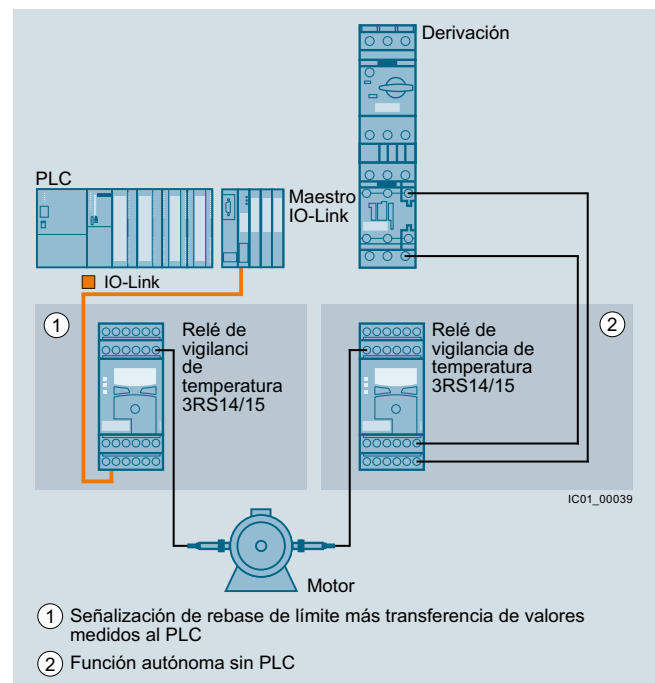 Derivación
PLC
Maestro
IO-Link
IO-Link
1
Relé de
vigilanci
de
temperatura
3RS14/15
Relé de
vigilancia de
temperatura
3RS14/15
2
IC01_00039
Motor
1 Señalización de rebase de límite más transferencia de valores
medidos al PLC
2 Función autónoma sin PLC